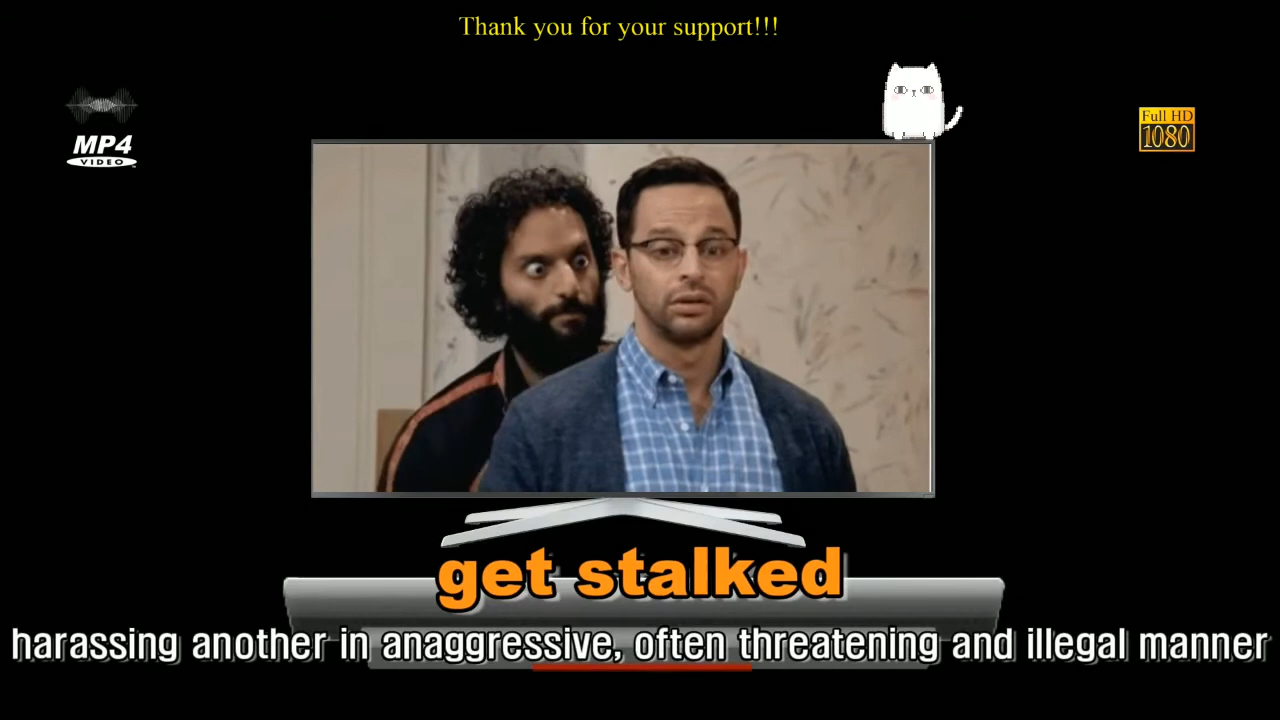 Thank you for your support!!!
MP4
VIDEO
Full HD
1080
get stalked
harassing another in anaggressive, often threatening and illegal manner